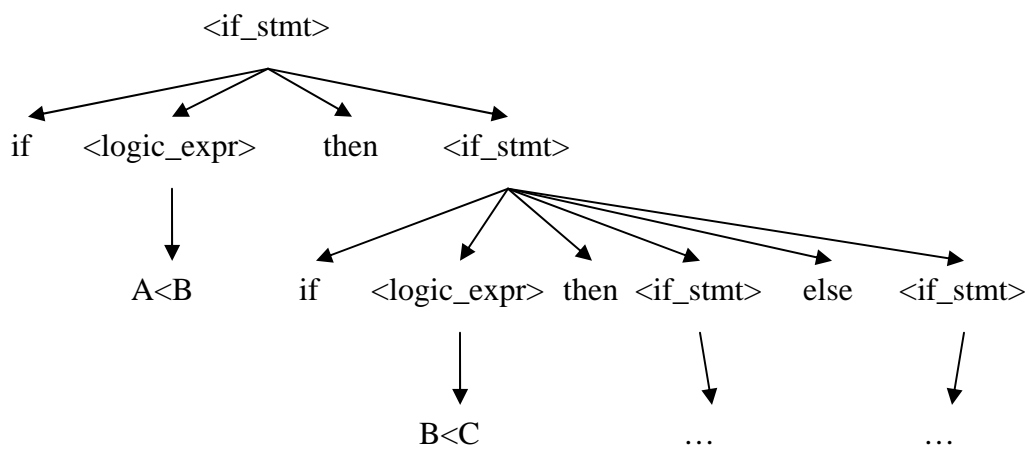 <if_stmt>
if <logic_expr> then <if_stmt>
A<B if <logic_expr> then <if_stmt> else <if_stmt>
B<C … …